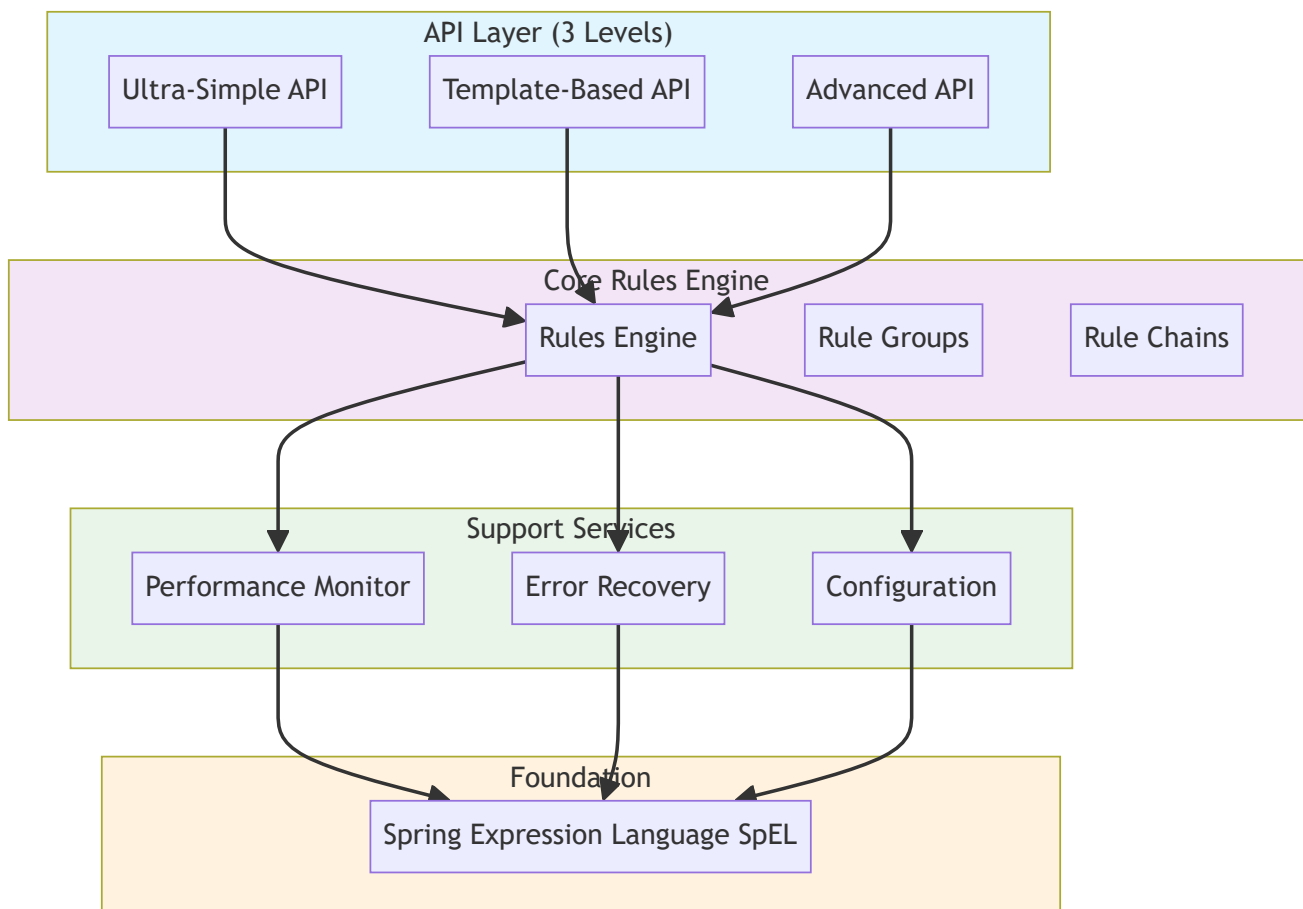 API Layer (3 Levels)
Ultra-Simple API
Template-Based API
Advanced API
Core Rules Engine
Rules Engine
Rule Groups
Rule Chains
Support Services
Performance Monitor
Error Recovery
Configuration
Foundation
Spring Expression Language SpEL